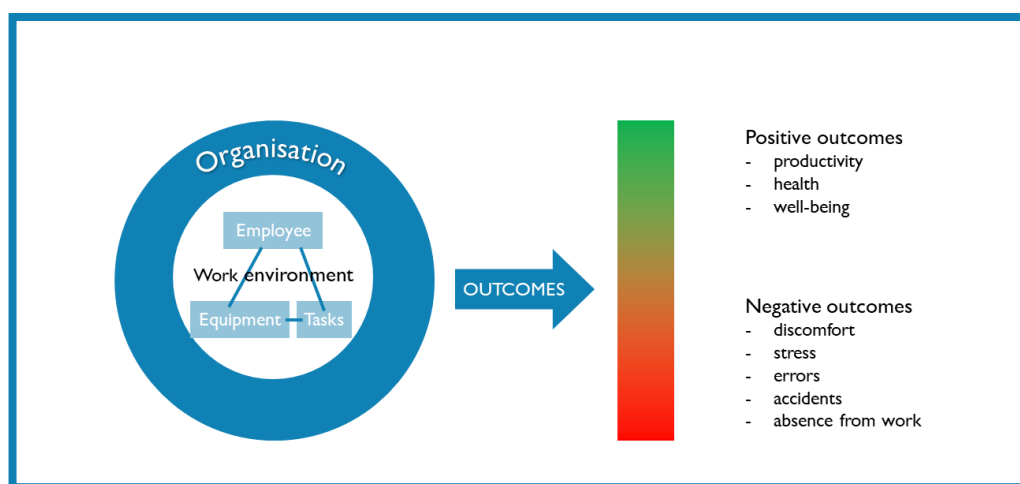 Organisation
Employee
Work environment
Equipment
Tasks
OUTCOMES
Positive outcomes
- productivity
- health
- well-being
Negative outcomes
- discomfort
- stress
- errors
- accidents
- absence from work